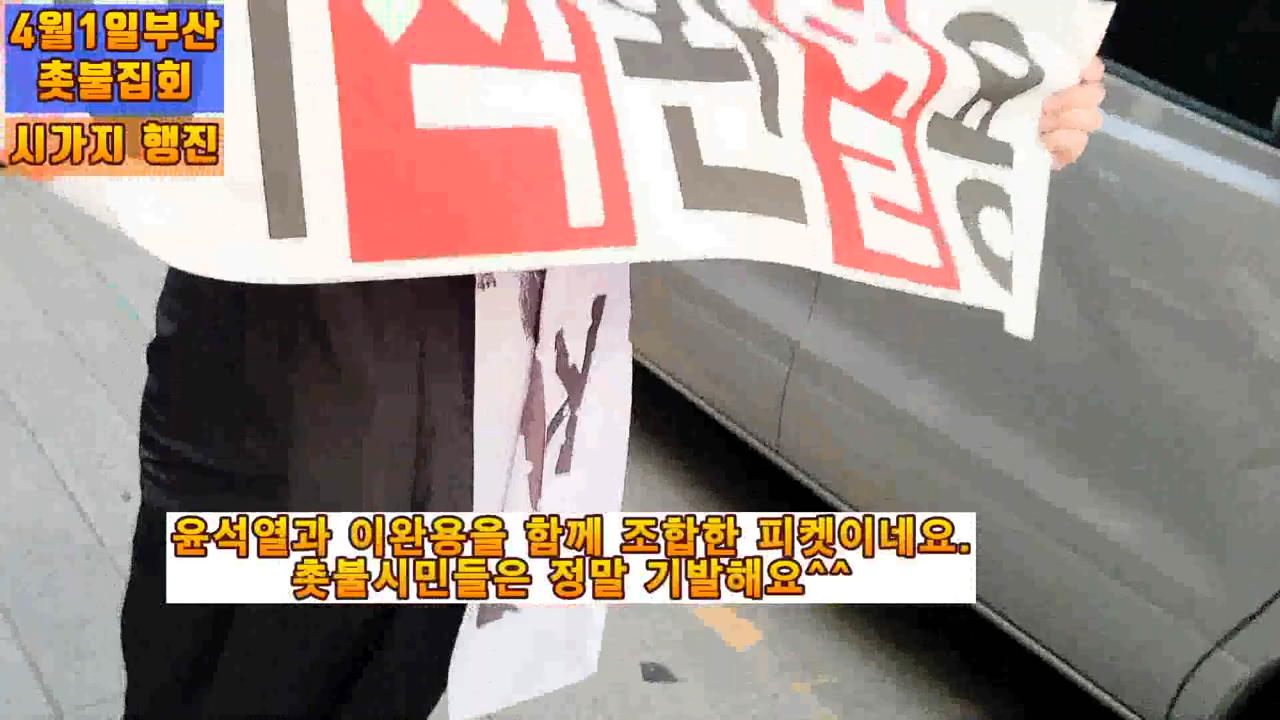 4월1일부산
촛불집회
시가지 행진
윤석열과 이완용을 함께 조합한 피켓이네요.
촛불시민들은 정말 기발해요^^